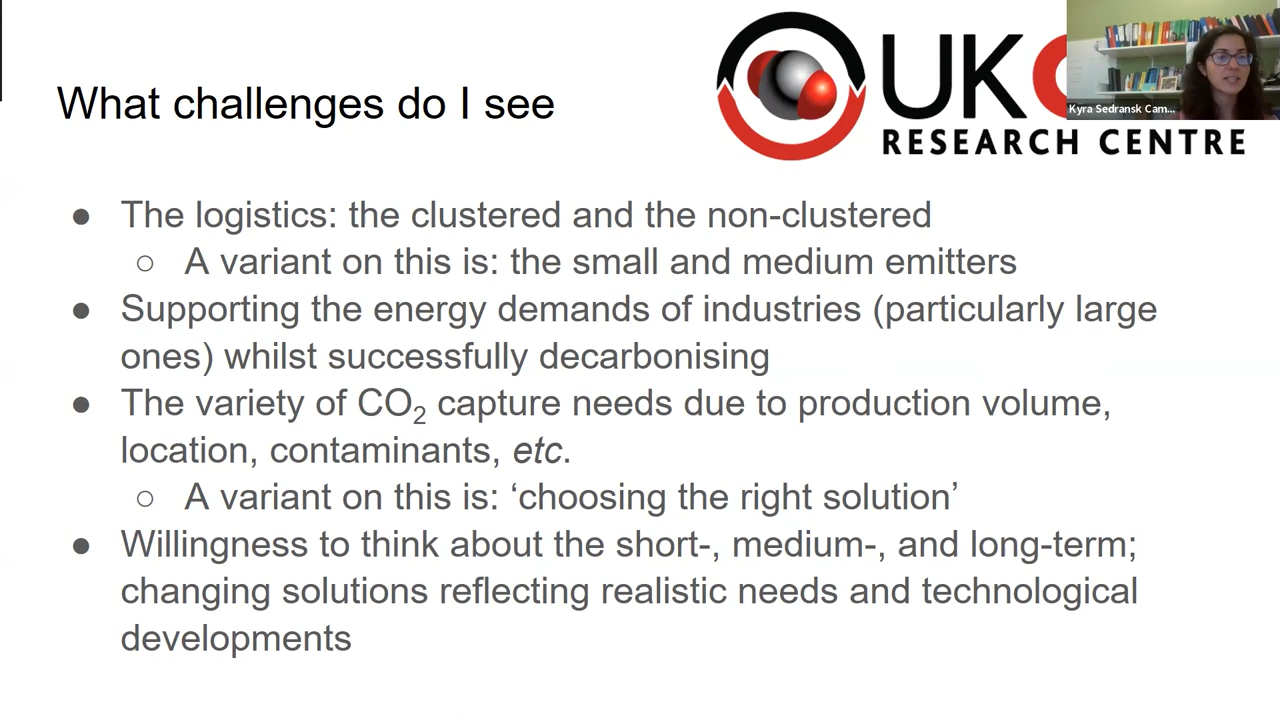 What challenges do I see
UK
RESEARCH CENTRE
Kyra Sedransk Cam...
● The logistics: the clustered and the non-clustered
○ A variant on this is: the small and medium emitters
● Supporting the energy demands of industries (particularly large
ones) whilst successfully decarbonising
● The variety of CO₂ capture needs due to production volume,
location, contaminants, etc.
○ A variant on this is: ‘choosing the right solution’
● Willingness to think about the short-, medium-, and long-term;
changing solutions reflecting realistic needs and technological
developments